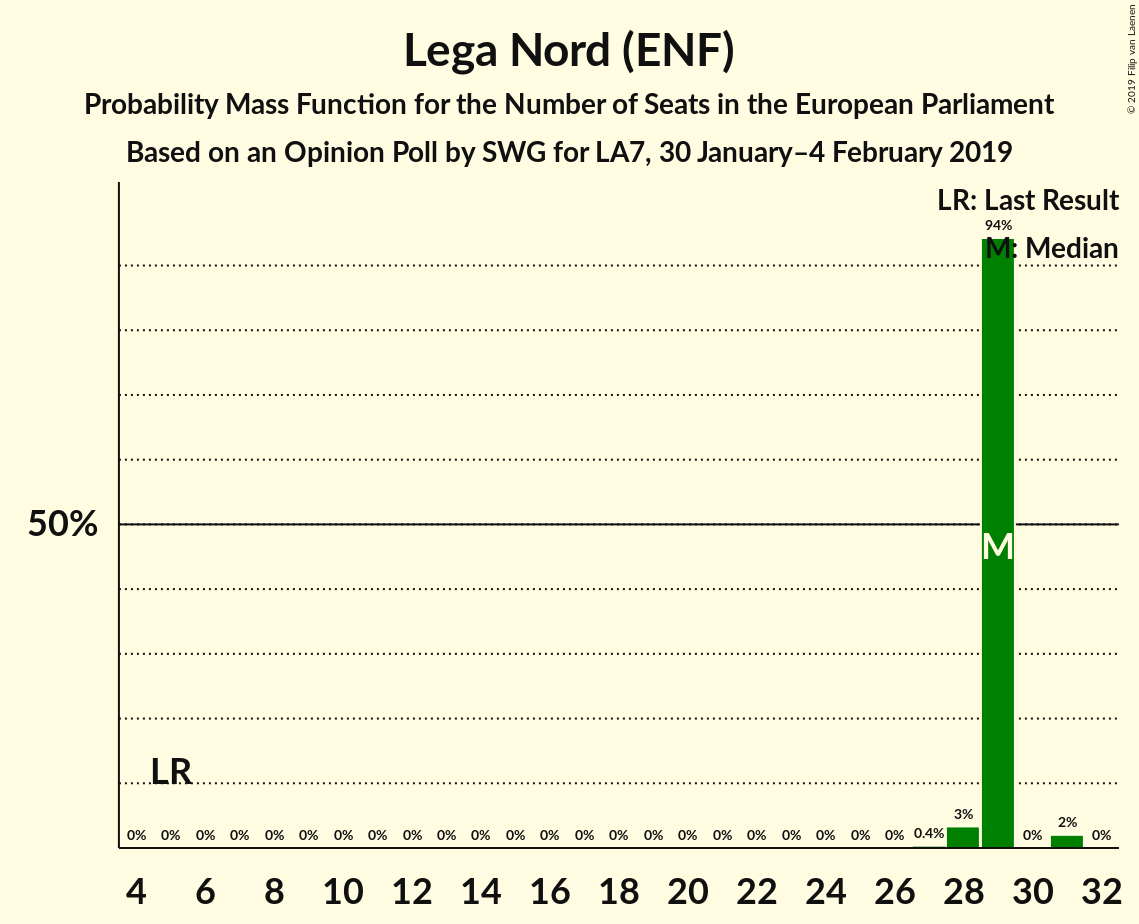 Lega Nord (ENF)
Probability Mass Function for the Number of Seats in the European Parliament
Based on an Opinion Poll by SWG for LA7, 30 January–4 February 2019
© 2019 Filip van Laenen
LR: Last Result
94%
M: Median
50%
M
LR
0% 0% 0% 0% 0% 0% 0% 0% 0% 0% 0% 0% 0% 0% 0% 0% 0% 0% 0% 0% 0% 0% 0% 0.4% 3% 0% 2% 0%
4 6 8 10 12 14 16 18 20 22 24 26 28 30 32